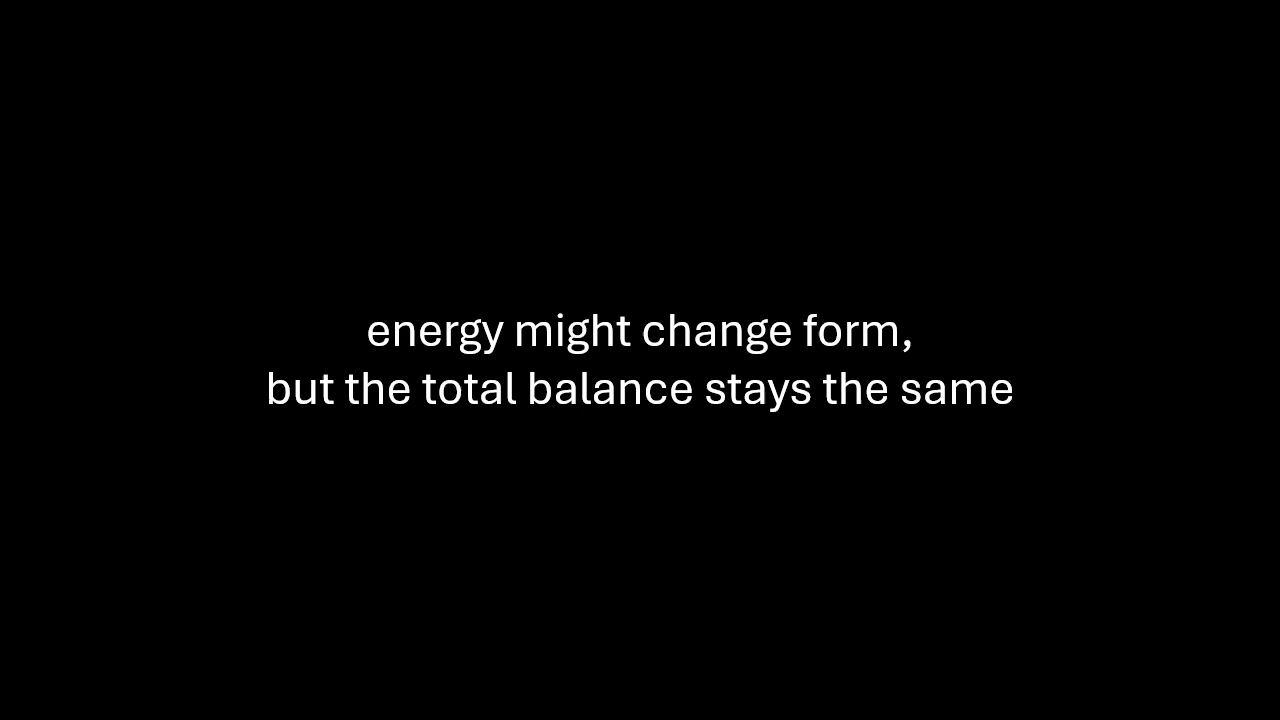 energy might change form,
but the total balance stays the same